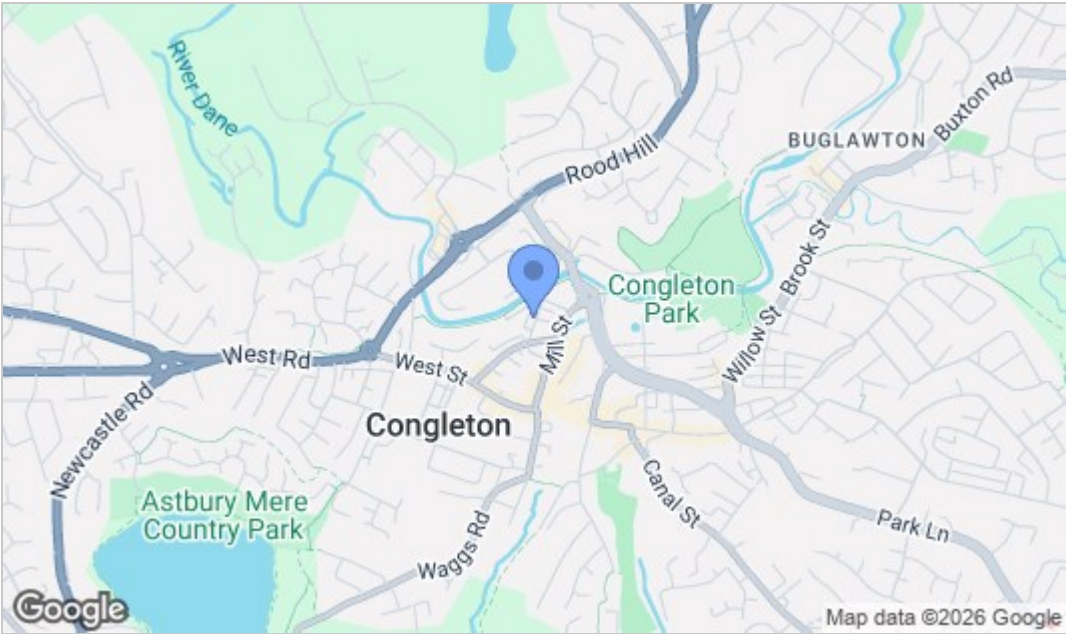 River Dane
Rood Hill
BUGLAWTON
Buxton Rd
Brook St
Congleton
Park
Willow St
Mill St
West Rd
West St
Newcastle Rd
Congleton
Astbury Mere
Country Park
Canal St
Waggs Rd
Park Ln
Google
Map data ©2026 Google